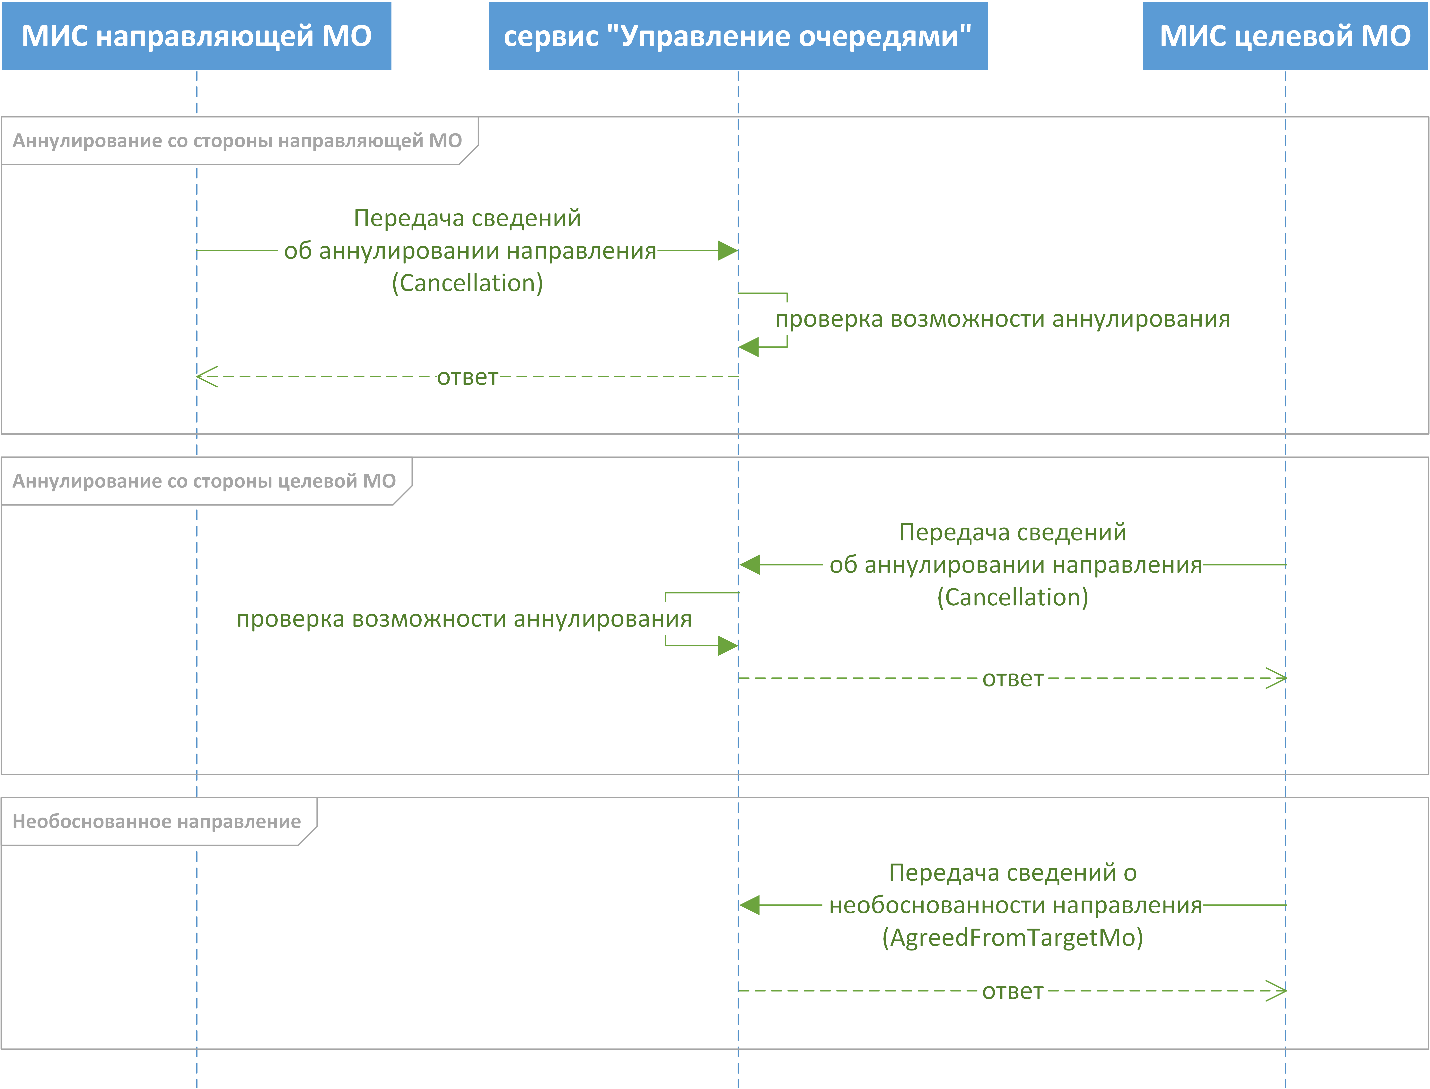 МИС направляющей МО
сервис "Управление очередями"
МИС целевой МО
Аннулирование со стороны направляющей МО
Передача сведений
об аннулировании направления
(Cancellation)
проверка возможности аннулирования
ответ
Аннулирование со стороны целевой МО
Передача сведений
об аннулировании направления
(Cancellation)
проверка возможности аннулирования
ответ
Необоснованное направление
Передача сведений о
необоснованности направления
(AgreedFromTargetMo)
ответ